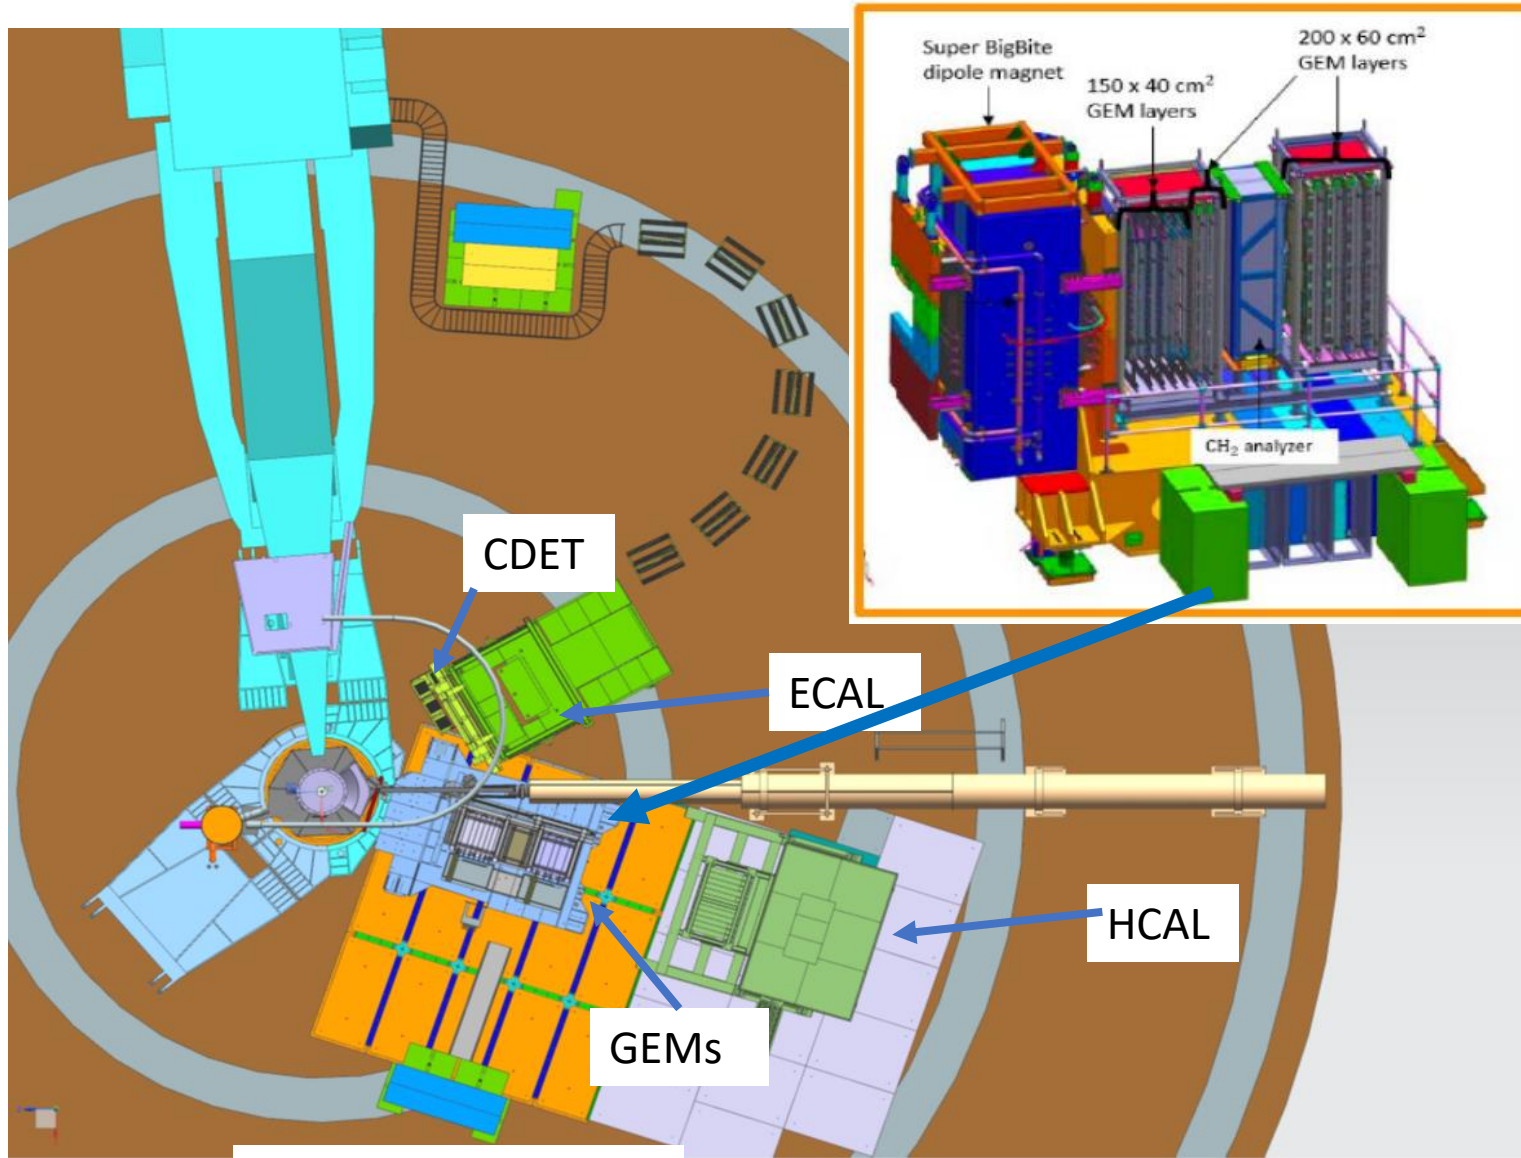 Super BigBite
dipole magnet
150 x 40 cm²
GEM layers
200 x 60 cm²
GEM layers
CH₂ analyzer
CDET
ECAL
HCAL
GEMs